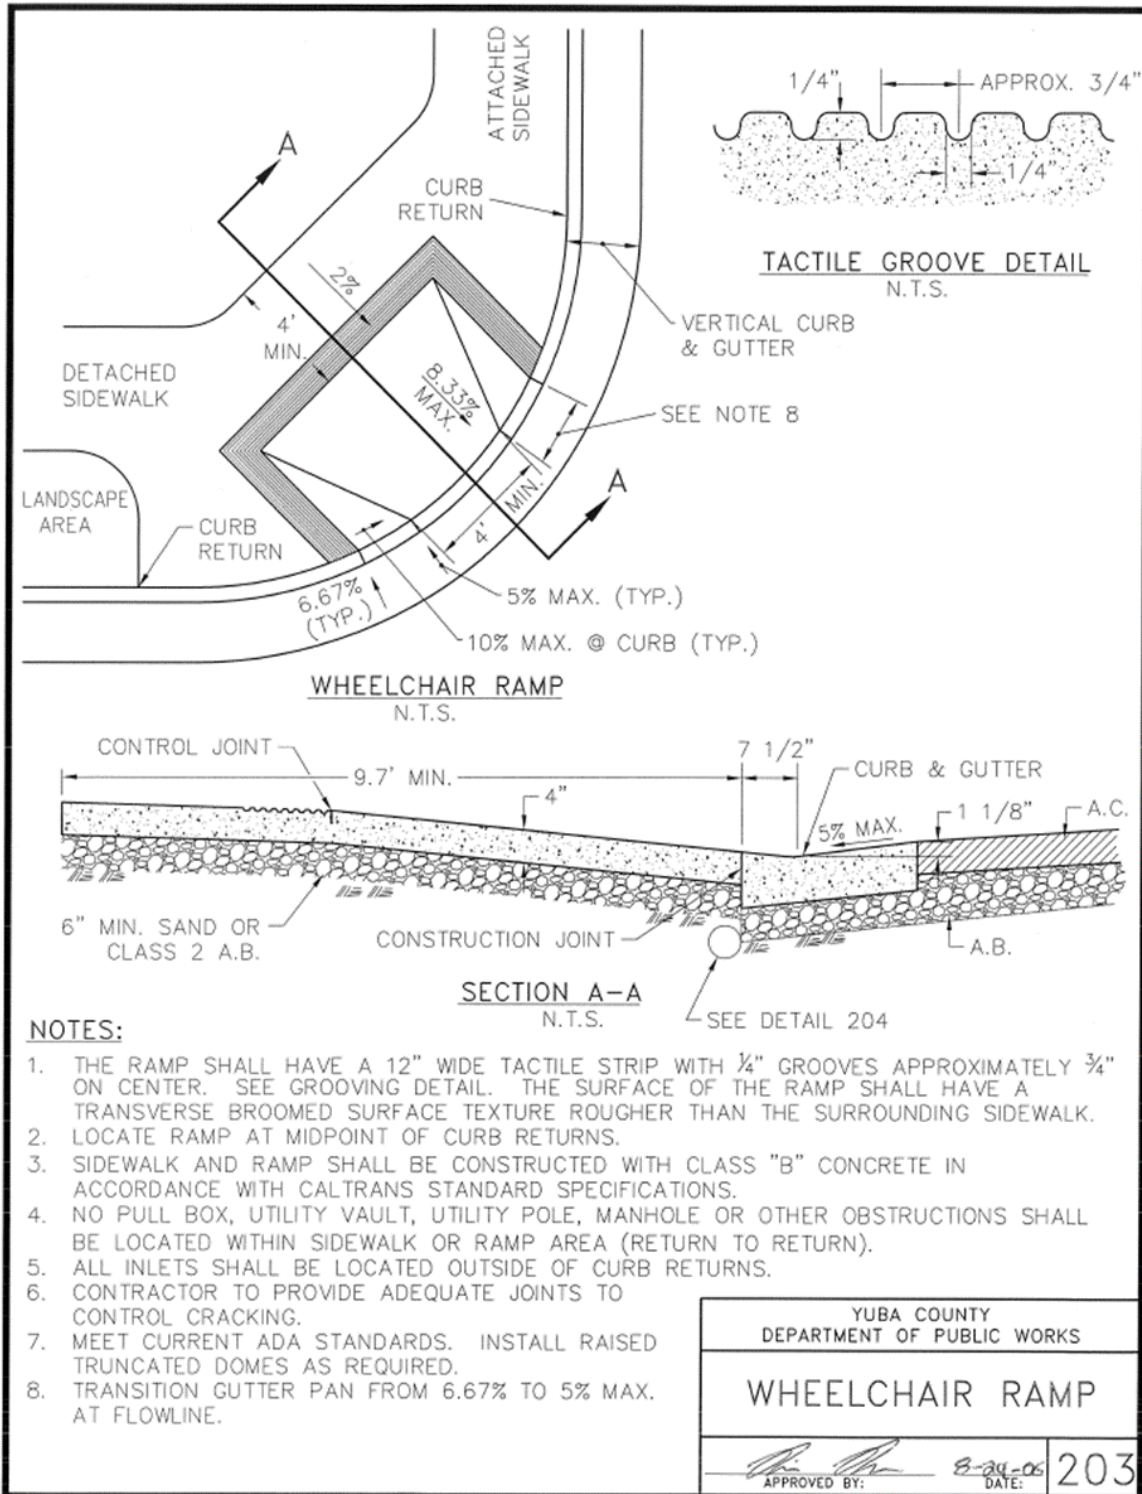 ATTACHED
SIDEWALK
A
CURB
RETURN
2%
4'
MIN.
DETACHED
SIDEWALK
8.33%
MAX.
VERTICAL CURB
& GUTTER
SEE NOTE 8
LANDSCAPE
AREA
CURB
RETURN
4' MIN.
A
6.67%
(TYP.)
5% MAX. (TYP.)
10% MAX. @ CURB (TYP.)
WHEELCHAIR RAMP
N.T.S.
1/4"
APPROX. 3/4"
1/4"
TACTILE GROOVE DETAIL
N.T.S.
CONTROL JOINT
9.7' MIN.
4"
7 1/2"
CURB & GUTTER
5% MAX.
1 1/8"
A.C.
6" MIN. SAND OR
CLASS 2 A.B.
CONSTRUCTION JOINT
A.B.
SECTION A-A
N.T.S.
SEE DETAIL 204
NOTES:
1. THE RAMP SHALL HAVE A 12" WIDE TACTILE STRIP WITH ¼" GROOVES APPROXIMATELY ¾"
ON CENTER. SEE GROOVING DETAIL. THE SURFACE OF THE RAMP SHALL HAVE A
TRANSVERSE BROOMED SURFACE TEXTURE ROUGHER THAN THE SURROUNDING SIDEWALK.
2. LOCATE RAMP AT MIDPOINT OF CURB RETURNS.
3. SIDEWALK AND RAMP SHALL BE CONSTRUCTED WITH CLASS "B" CONCRETE IN
ACCORDANCE WITH CALTRANS STANDARD SPECIFICATIONS.
4. NO PULL BOX, UTILITY VAULT, UTILITY POLE, MANHOLE OR OTHER OBSTRUCTIONS SHALL
BE LOCATED WITHIN SIDEWALK OR RAMP AREA (RETURN TO RETURN).
5. ALL INLETS SHALL BE LOCATED OUTSIDE OF CURB RETURNS.
6. CONTRACTOR TO PROVIDE ADEQUATE JOINTS TO
CONTROL CRACKING.
7. MEET CURRENT ADA STANDARDS. INSTALL RAISED
TRUNCATED DOMES AS REQUIRED.
8. TRANSITION GUTTER PAN FROM 6.67% TO 5% MAX.
AT FLOWLINE.
YUBA COUNTY
DEPARTMENT OF PUBLIC WORKS
WHEELCHAIR RAMP
APPROVED BY:
DATE:
203